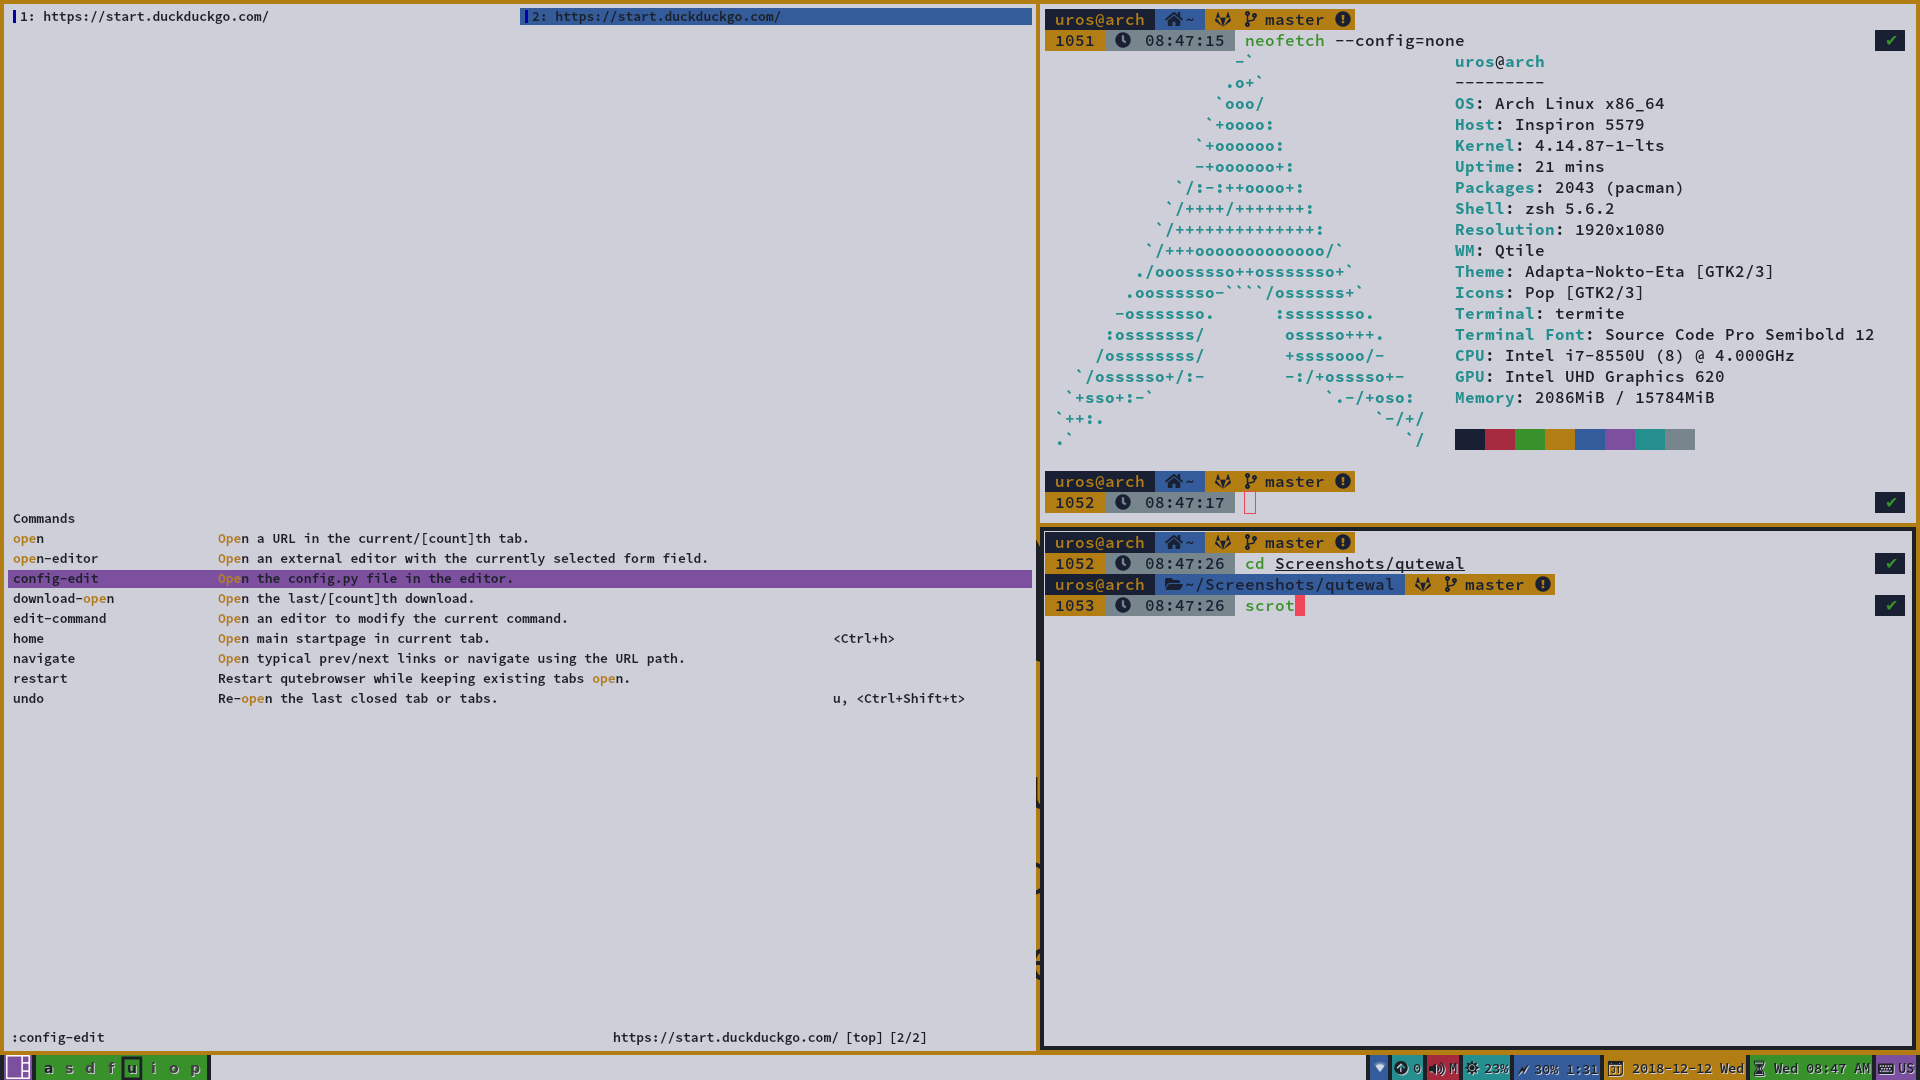 1: https://start.duckduckgo.com/
2: https://start.duckduckgo.com/
Commands
open Open a URL in the current/[count]th tab.
open-editor Open an external editor with the currently selected form field.
config-edit Open the config.py file in the editor.
download-open Open the last/[count]th download.
edit-command Open an editor to modify the current command.
home Open main startpage in current tab. <Ctrl+h>
navigate Open typical prev/next links or navigate using the URL path.
restart Restart qutebrowser while keeping existing tabs open.
undo Re-open the last closed tab or tabs. u, <Ctrl+Shift+t>
:config-edit https://start.duckduckgo.com/ [top] [2/2]
uros@arch ~ master
1051 08:47:15 neofetch --config=none ✔
-`
.o+`
`ooo/
`+oooo:
`+oooooo:
-+oooooo+:
`/:-:++oooo+:
`/++++/+++++++:
`/++++++++++++++:
`/+++ooooooooooooo/`
./ooosssso++osssssso+`
.oossssso-````/ossssss+`
-osssssso. :ssssssso.
:osssssss/ osssso+++.
/ossssssss/ +ssssooo/-
`/ossssso+/:- -:/+osssso+-
`+sso+:-` `.-/+oso:
`++:. `-/+/
.` `/
uros@arch
---------
OS: Arch Linux x86_64
Host: Inspiron 5579
Kernel: 4.14.87-1-lts
Uptime: 21 mins
Packages: 2043 (pacman)
Shell: zsh 5.6.2
Resolution: 1920x1080
WM: Qtile
Theme: Adapta-Nokto-Eta [GTK2/3]
Icons: Pop [GTK2/3]
Terminal: termite
Terminal Font: Source Code Pro Semibold 12
CPU: Intel i7-8550U (8) @ 4.000GHz
GPU: Intel UHD Graphics 620
Memory: 2086MiB / 15784MiB
uros@arch ~ master
1052 08:47:17 ✔
uros@arch ~ master
1052 08:47:26 cd Screenshots/qutewal ✔
uros@arch ~/Screenshots/qutewal master
1053 08:47:26 scrot ✔
a s d f u i o p
0 M 23% 30% 1:31 2018-12-12 Wed Wed 08:47 AM US